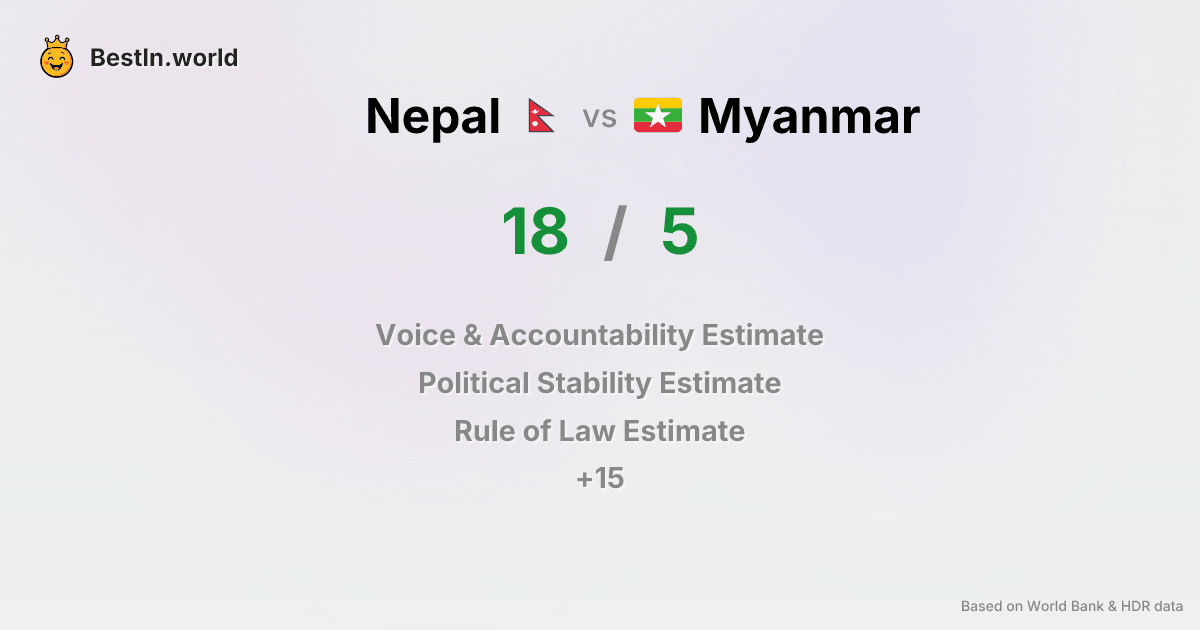 BestIn.world
Nepal vs Myanmar
18 / 5
Voice & Accountability Estimate
Political Stability Estimate
Rule of Law Estimate
+15
Based on World Bank & HDR data